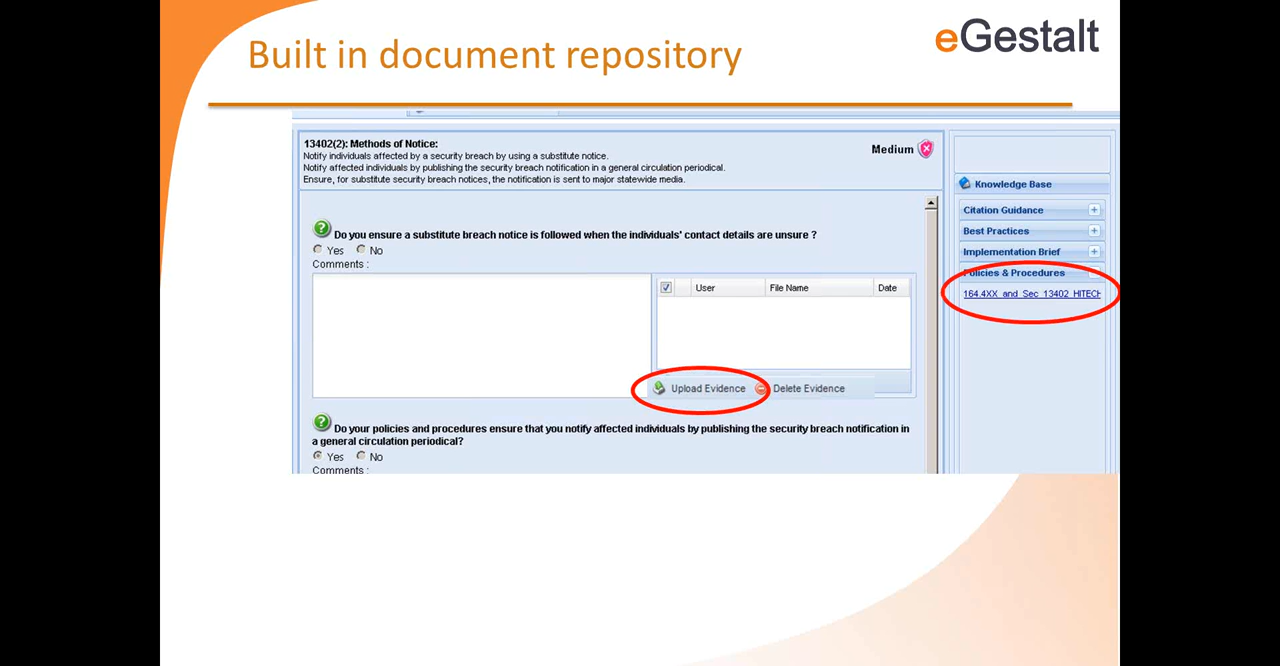 Built in document repository
eGestalt
13402(2): Methods of Notice:
Notify individuals affected by a security breach by using a substitute notice.
Notify affected individuals by publishing the security breach notification in a general circulation periodical.
Ensure, for substitute security breach notices, the notification is sent to major statewide media.
Medium
Do you ensure a substitute breach notice is followed when the individuals' contact details are unsure ?
Yes No
Comments :
User File Name Date
Upload Evidence Delete Evidence
Do your policies and procedures ensure that you notify affected individuals by publishing the security breach notification in
a general circulation periodical?
Yes No
Comments :
Knowledge Base
Citation Guidance
Best Practices
Implementation Brief
Policies & Procedures
164.4XX_and_Sec_13402_HITECH